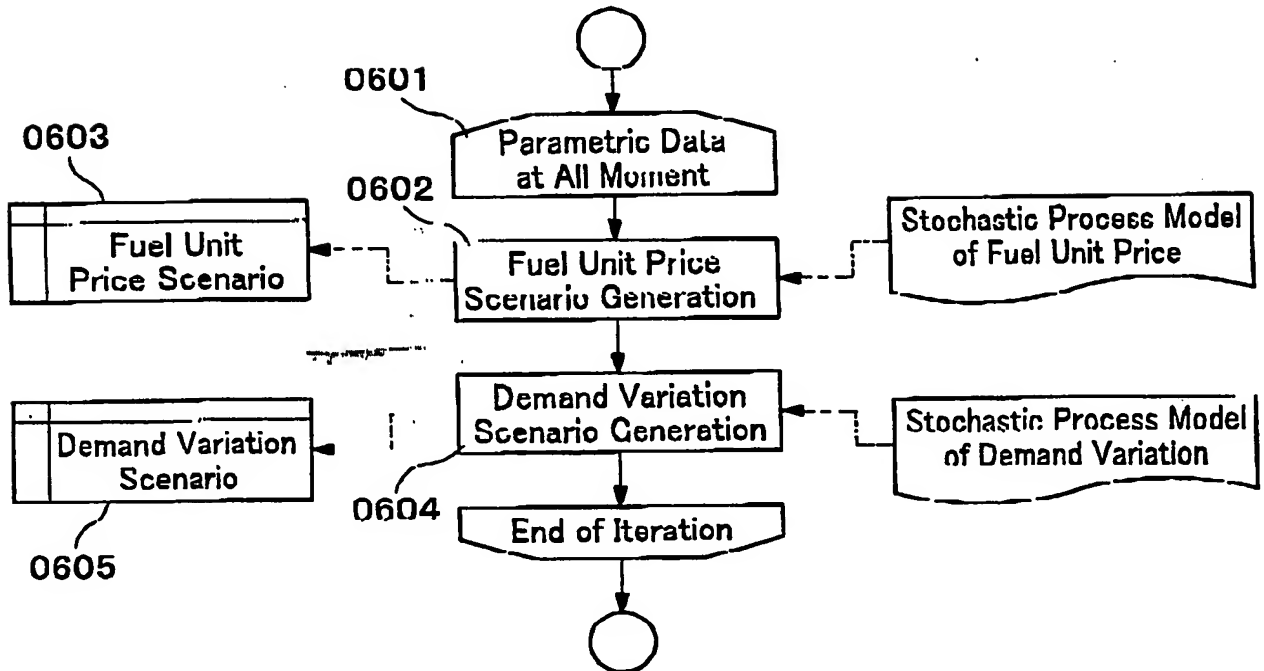 0601
Parametric Data
at All Moment
0603
0602
Fuel Unit
Price Scenario
Fuel Unit Price
Scenario Generation
Stochastic Process Model
of Fuel Unit Price
Demand Variation
Scenario
Demand Variation
Scenario Generation
Stochastic Process Model
of Demand Variation
0604
End of Iteration
0605